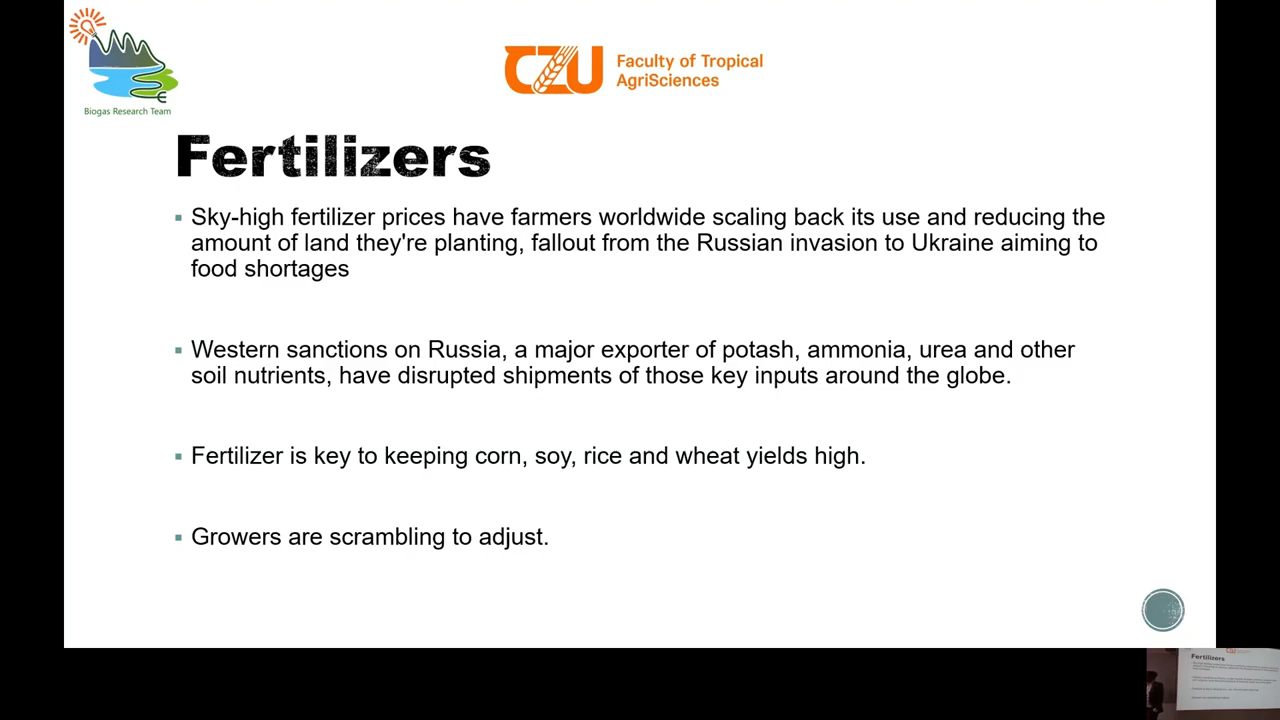 Biogas Research Team
CZU
Faculty of Tropical
AgriSciences
Fertilizers
Sky-high fertilizer prices have farmers worldwide scaling back its use and reducing the
amount of land they're planting, fallout from the Russian invasion to Ukraine aiming to
food shortages
Western sanctions on Russia, a major exporter of potash, ammonia, urea and other
soil nutrients, have disrupted shipments of those key inputs around the globe.
Fertilizer is key to keeping corn, soy, rice and wheat yields high.
Growers are scrambling to adjust.
CZU
Fertilizers